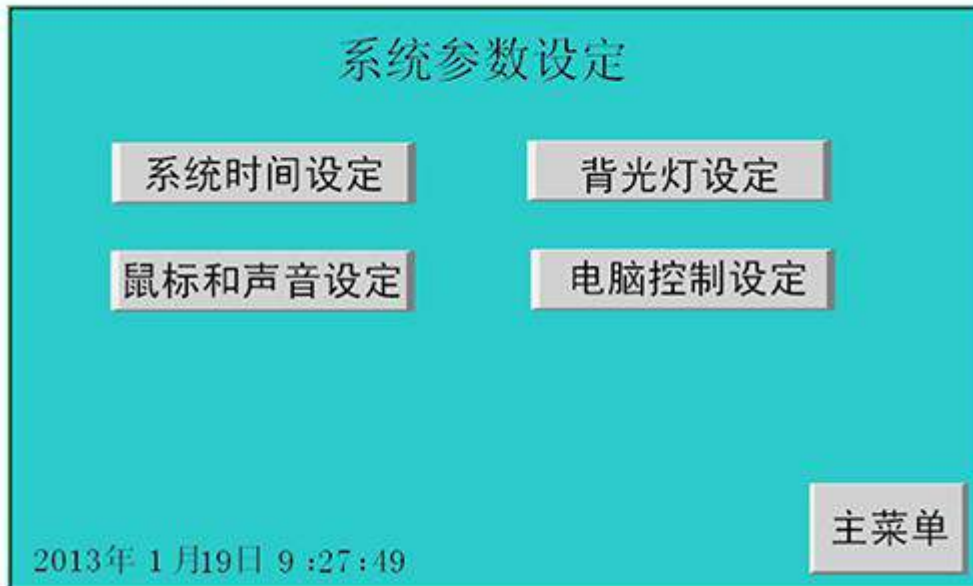 系统参数设定
系统时间设定
背光灯设定
鼠标和声音设定
电脑控制设定
主菜单
2013年 1 月19日 9 :27:49